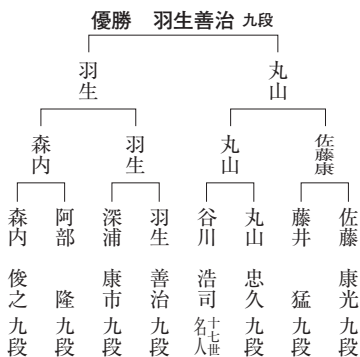 優勝 羽生善治 九段
羽生
丸山
森内
羽生
丸山
佐藤康
森内 俊之 九段
阿部 隆 九段
深浦 康市 九段
羽生 善治 九段
谷川 浩司 十七世名人
丸山 忠久 九段
藤井 猛 九段
佐藤 康光 九段